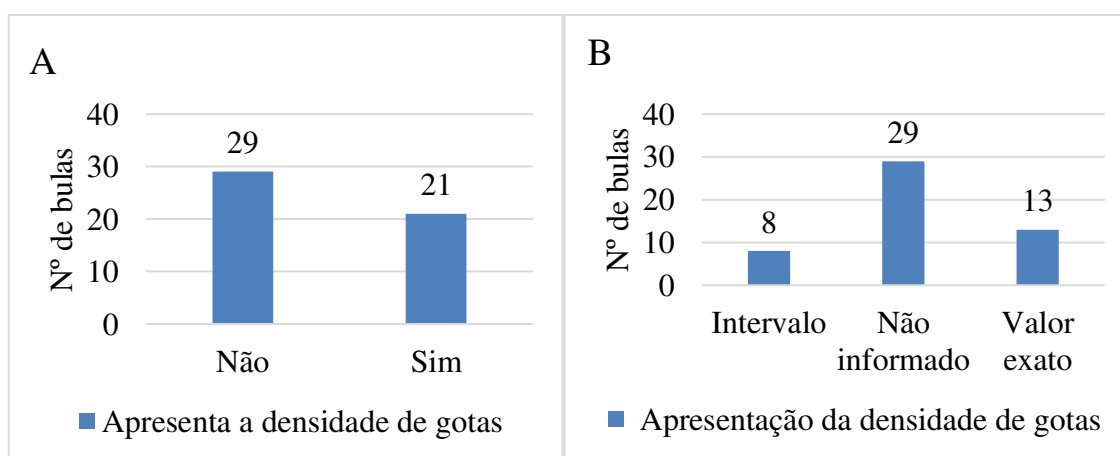 A
Nº de bulas
40
30
20
10
0
29
21
Não
Sim
Apresenta a densidade de gotas
B
Nº de bulas
40
30
20
10
0
8
29
13
Intervalo
Não
informado
Valor
exato
Apresentação da densidade de gotas